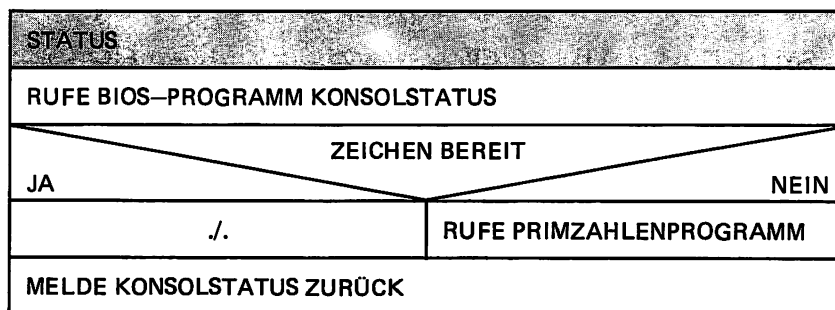 STATUS
RUFE BIOS–PROGRAMM KONSOLSTATUS
ZEICHEN BEREIT
JA
NEIN
./.
RUFE PRIMZAHLENPROGRAMM
MELDE KONSOLSTATUS ZURÜCK